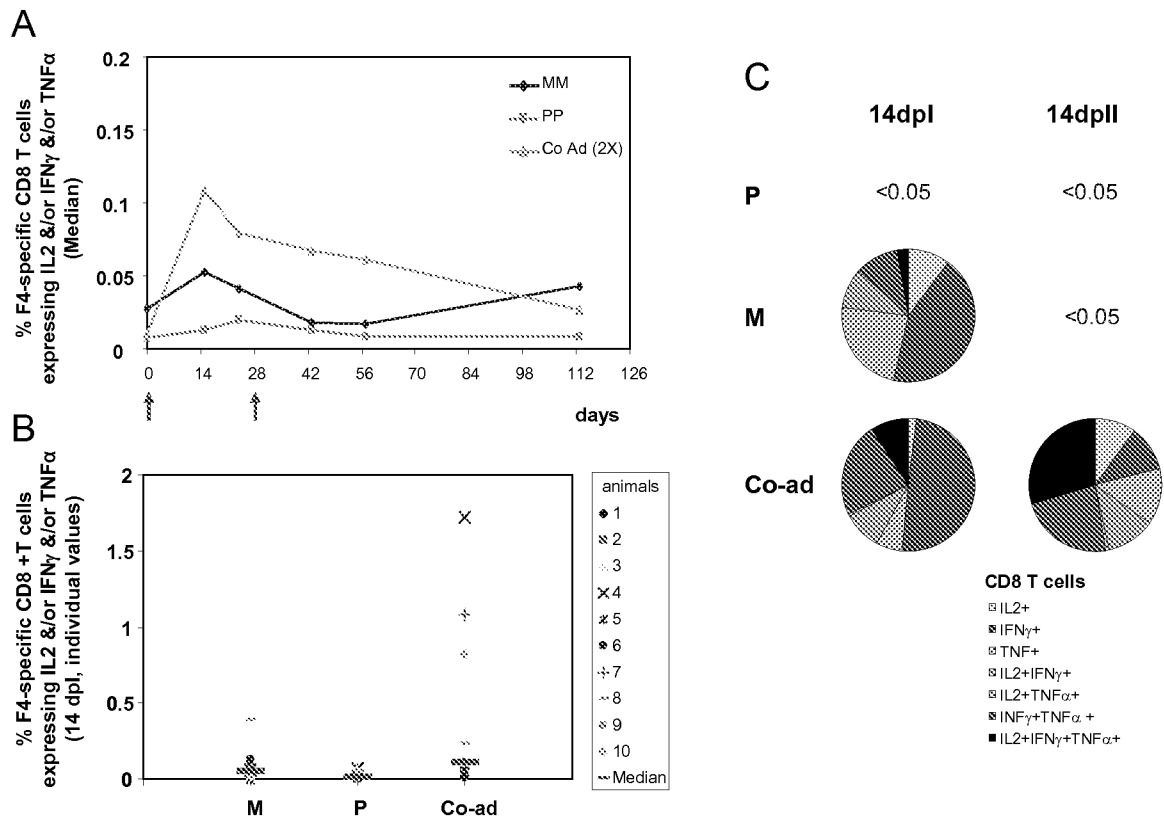 A
% F4-specific CD8 T cells
expressing IL2 &/or IFNγ &/or TNFα
(Median)
0.2
0.15
0.1
0.05
0
MM
PP
Co Ad (2X)
0 14 28 42 56 70 84 98 112 126
days
B
% F4-specific CD8 +T cells
expressing IL2 &/or IFNγ &/or TNFα
(14 dpl, individual values)
2
1.5
1
0.5
0
M P Co-ad
animals
1
2
3
4
5
6
7
8
9
10
Median
C
14dpI 14dpII
P <0.05 <0.05
M <0.05
Co-ad
CD8 T cells
IL2+
IFNγ+
TNF+
IL2+IFNγ+
IL2+TNFα+
INFγ+TNFα +
IL2+IFNγ+TNFα+